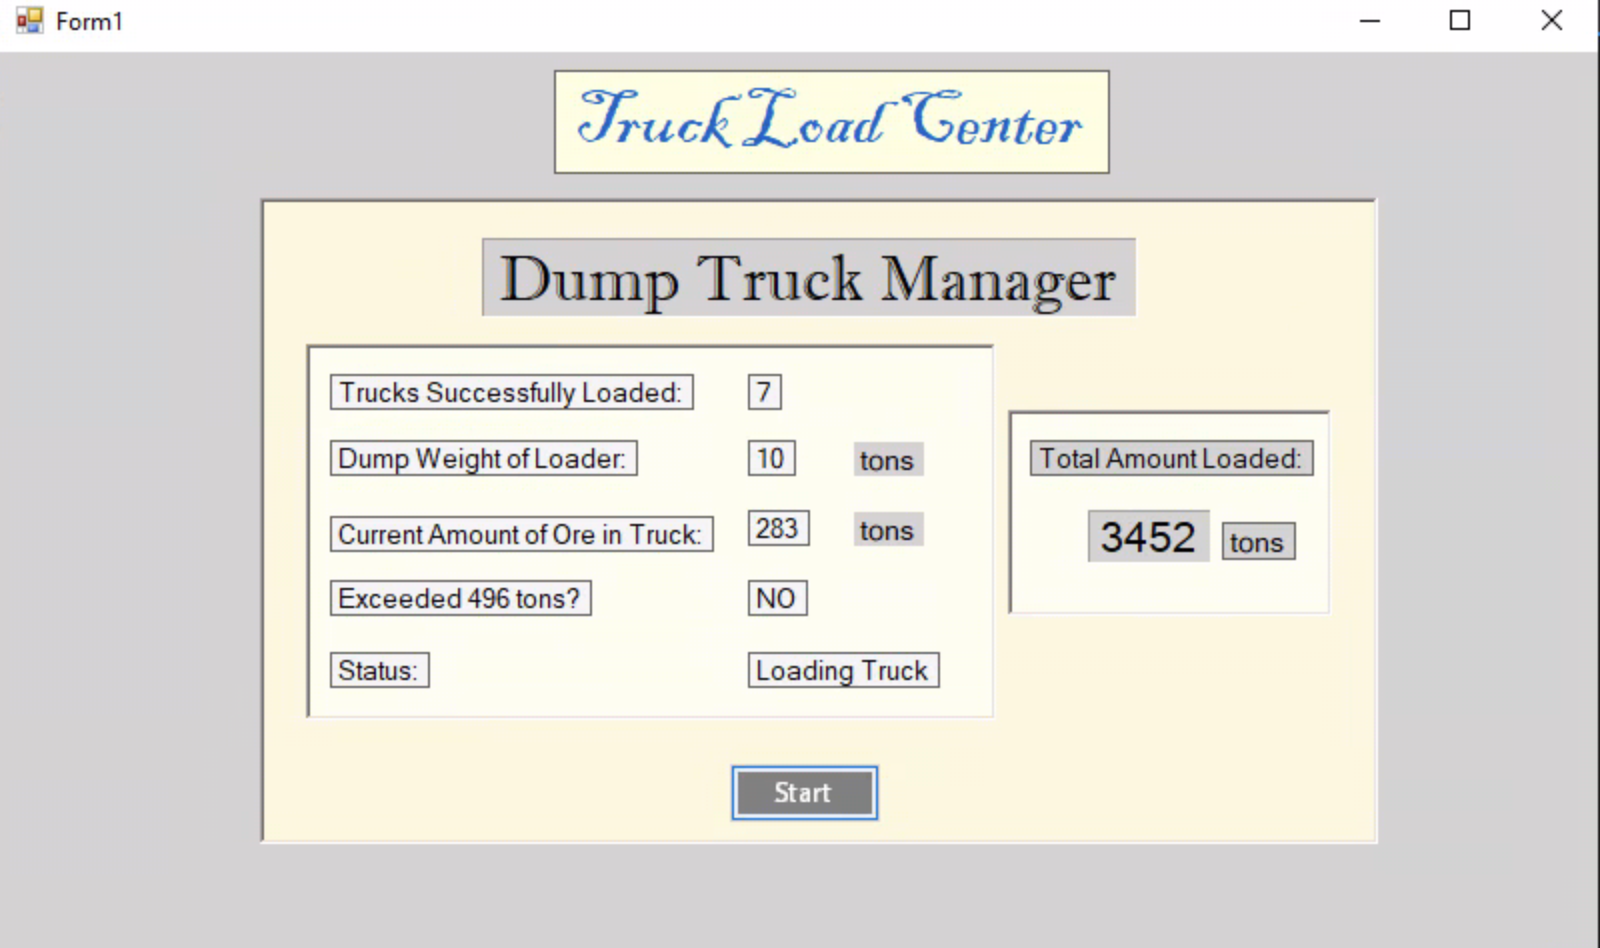 Form1
Truck Load Center
Dump Truck Manager
Trucks Successfully Loaded: 7
Dump Weight of Loader: 10 tons
Current Amount of Ore in Truck: 283 tons
Exceeded 496 tons? NO
Status: Loading Truck
Total Amount Loaded:
3452 tons
Start